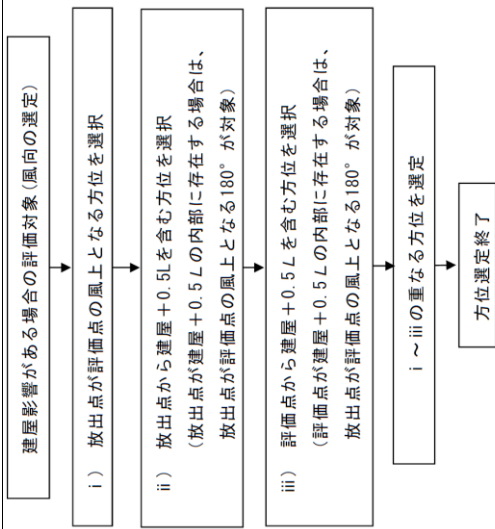 建屋影響がある場合の評価対象(風向の選定)
i) 放出点が評価点の風上となる方位を選択
ii) 放出点から建屋+0.5Lを含む方位を選択
(放出点が建屋+0.5Lの内部に存在する場合は、
放出点が評価点の風上となる180°が対象)
iii) 評価点から建屋+0.5Lを含む方位を選択
(評価点が建屋+0.5Lの内部に存在する場合は、
放出点が評価点の風上となる180°が対象)
i~iiiの重なる方位を選定
方位選定終了